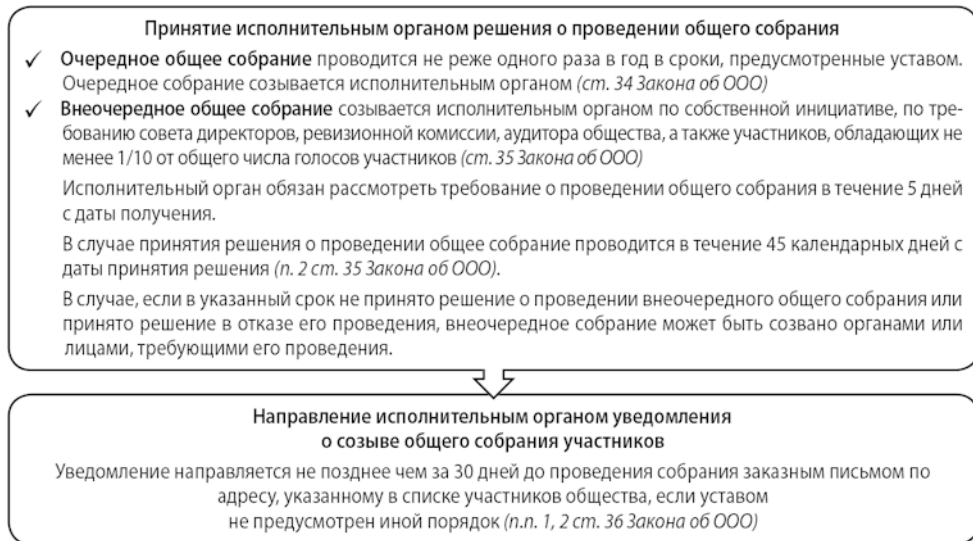 Принятие исполнительным органом решения о проведении общего собрания
✓ Очередное общее собрание проводится не реже одного раза в год в сроки, предусмотренные уставом.
Очередное собрание созывается исполнительным органом (ст. 34 Закона об ООО)
✓ Внеочередное общее собрание созывается исполнительным органом по собственной инициативе, по тре-
бованию совета директоров, ревизионной комиссии, аудитора общества, а также участников, обладающих не
менее 1/10 от общего числа голосов участников (ст. 35 Закона об ООО)
Исполнительный орган обязан рассмотреть требование о проведении общего собрания в течение 5 дней
с даты получения.
В случае принятия решения о проведении общее собрание проводится в течение 45 календарных дней с
даты принятия решения (п. 2 ст. 35 Закона об ООО).
В случае, если в указанный срок не принято решение о проведении внеочередного общего собрания или
принято решение в отказе его проведения, внеочередное собрание может быть созвано органами или
лицами, требующими его проведения.
Направление исполнительным органом уведомления
о созыве общего собрания участников
Уведомление направляется не позднее чем за 30 дней до проведения собрания заказным письмом по
адресу, указанному в списке участников общества, если уставом
не предусмотрен иной порядок (п.п. 1, 2 ст. 36 Закона об ООО)